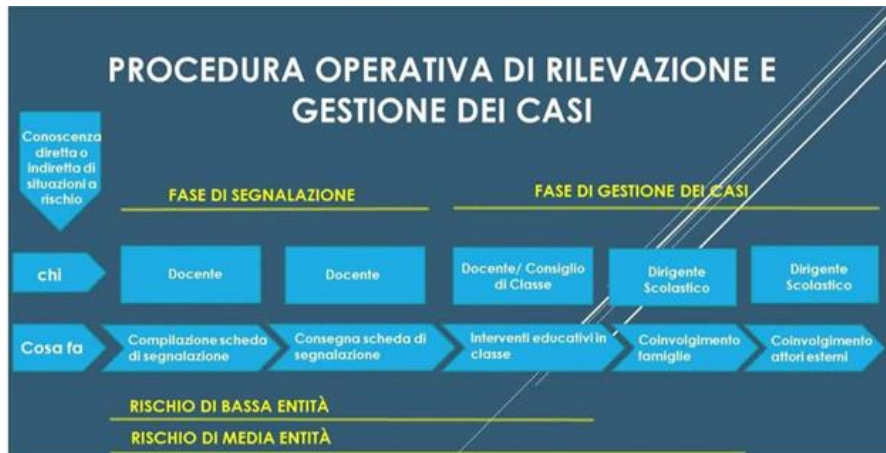 PROCEDURA OPERATIVA DI RILEVAZIONE E
GESTIONE DEI CASI
Conoscenza
diretta o
indiretta di
situazioni a
rischio
FASE DI SEGNALAZIONE
FASE DI GESTIONE DEI CASI
chi
Docente
Docente
Docente/ Consiglio
di Classe
Dirigente
Scolastico
Dirigente
Scolastico
Cosa fa
Compilazione scheda
di segnalazione
Consegna scheda di
segnalazione
Interventi educativi in
classe
Coinvolgimento
famiglie
Coinvolgimento
attori esterni
RISCHIO DI BASSA ENTITÀ
RISCHIO DI MEDIA ENTITÀ